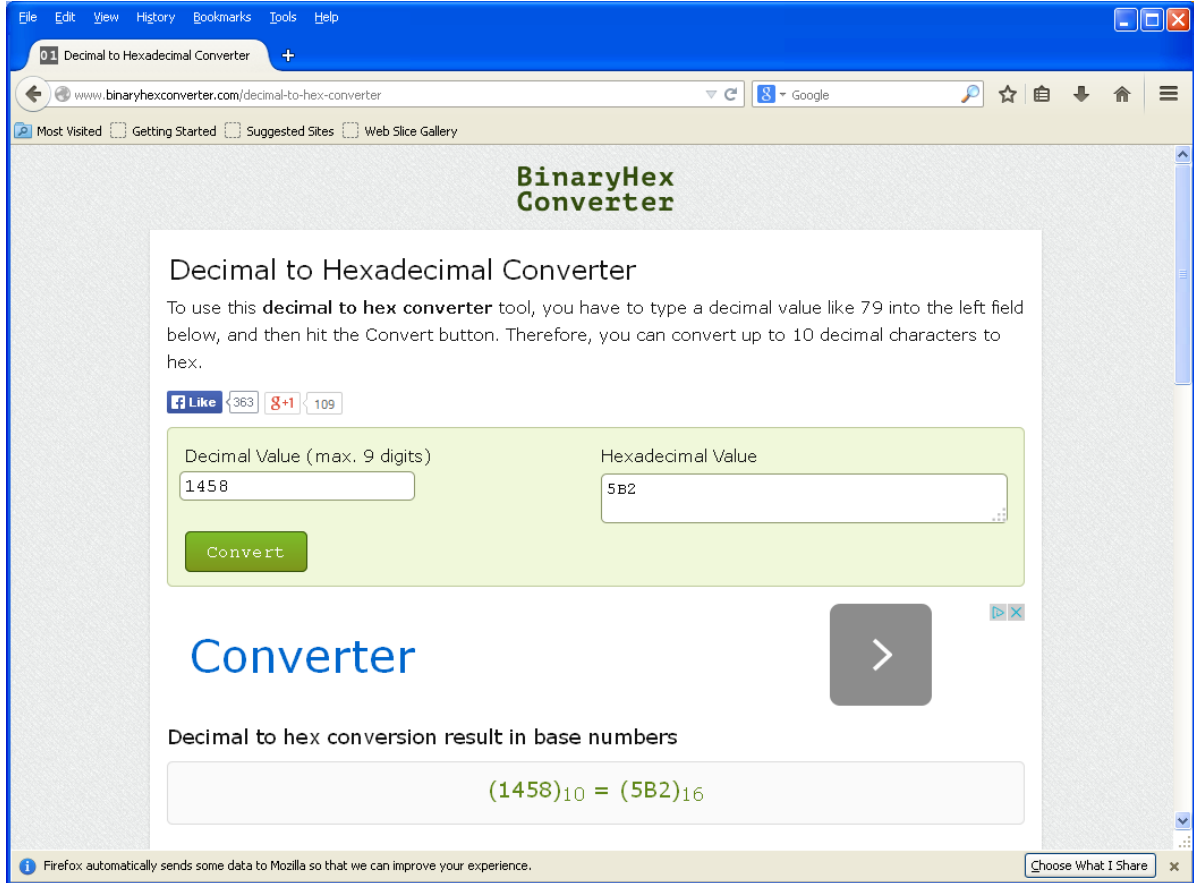 File Edit View History Bookmarks Tools Help
01 Decimal to Hexadecimal Converter +
www.binaryhexconverter.com/decimal-to-hex-converter 8 Google
Most Visited Getting Started Suggested Sites Web Slice Gallery
BinaryHex
Converter
Decimal to Hexadecimal Converter
To use this decimal to hex converter tool, you have to type a decimal value like 79 into the left field
below, and then hit the Convert button. Therefore, you can convert up to 10 decimal characters to
hex.
f Like 363 g+1 109
Decimal Value (max. 9 digits) Hexadecimal Value
1458 5B2
Convert
Converter
Decimal to hex conversion result in base numbers
(1458)10 = (5B2)16
Firefox automatically sends some data to Mozilla so that we can improve your experience. Choose What I Share x